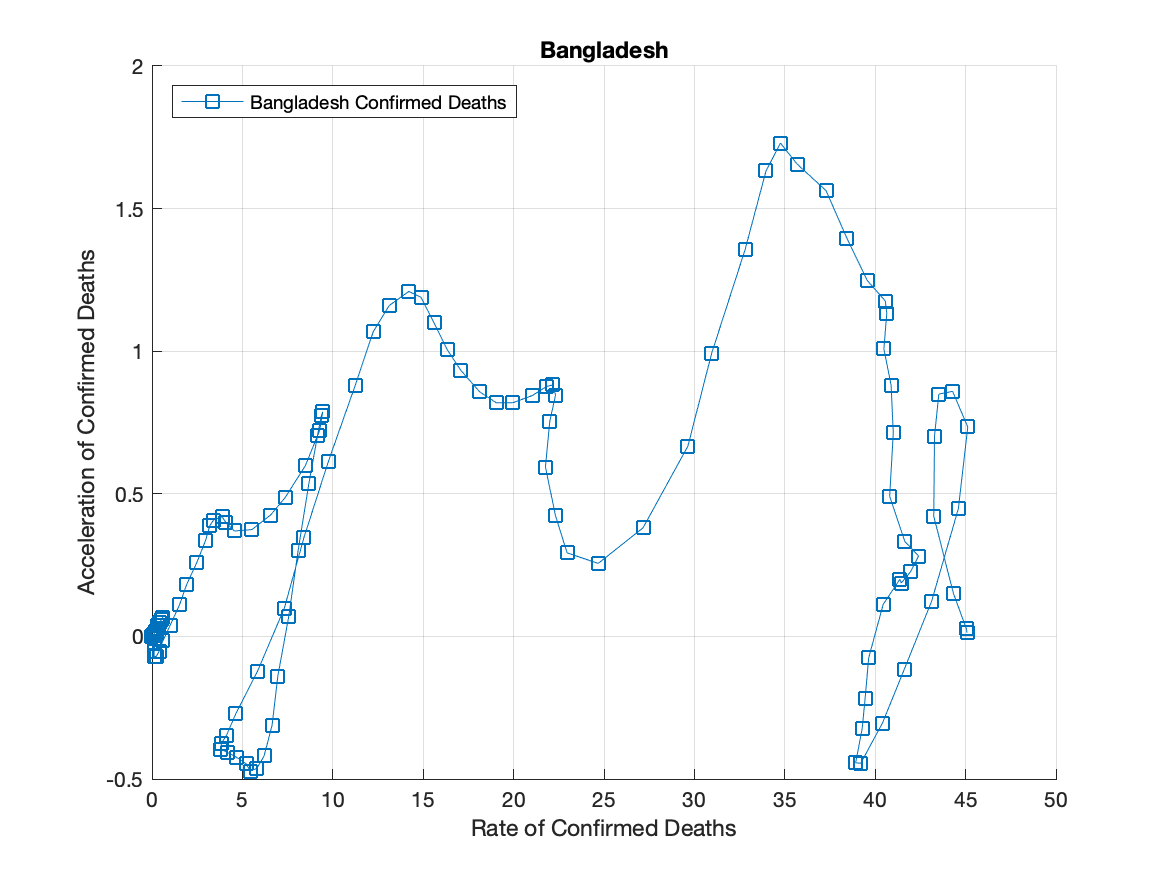 Bangladesh
2
Bangladesh Confirmed Deaths
1.5
1
0.5
0
-0.5
Acceleration of Confirmed Deaths
0 5 10 15 20 25 30 35 40 45 50
Rate of Confirmed Deaths